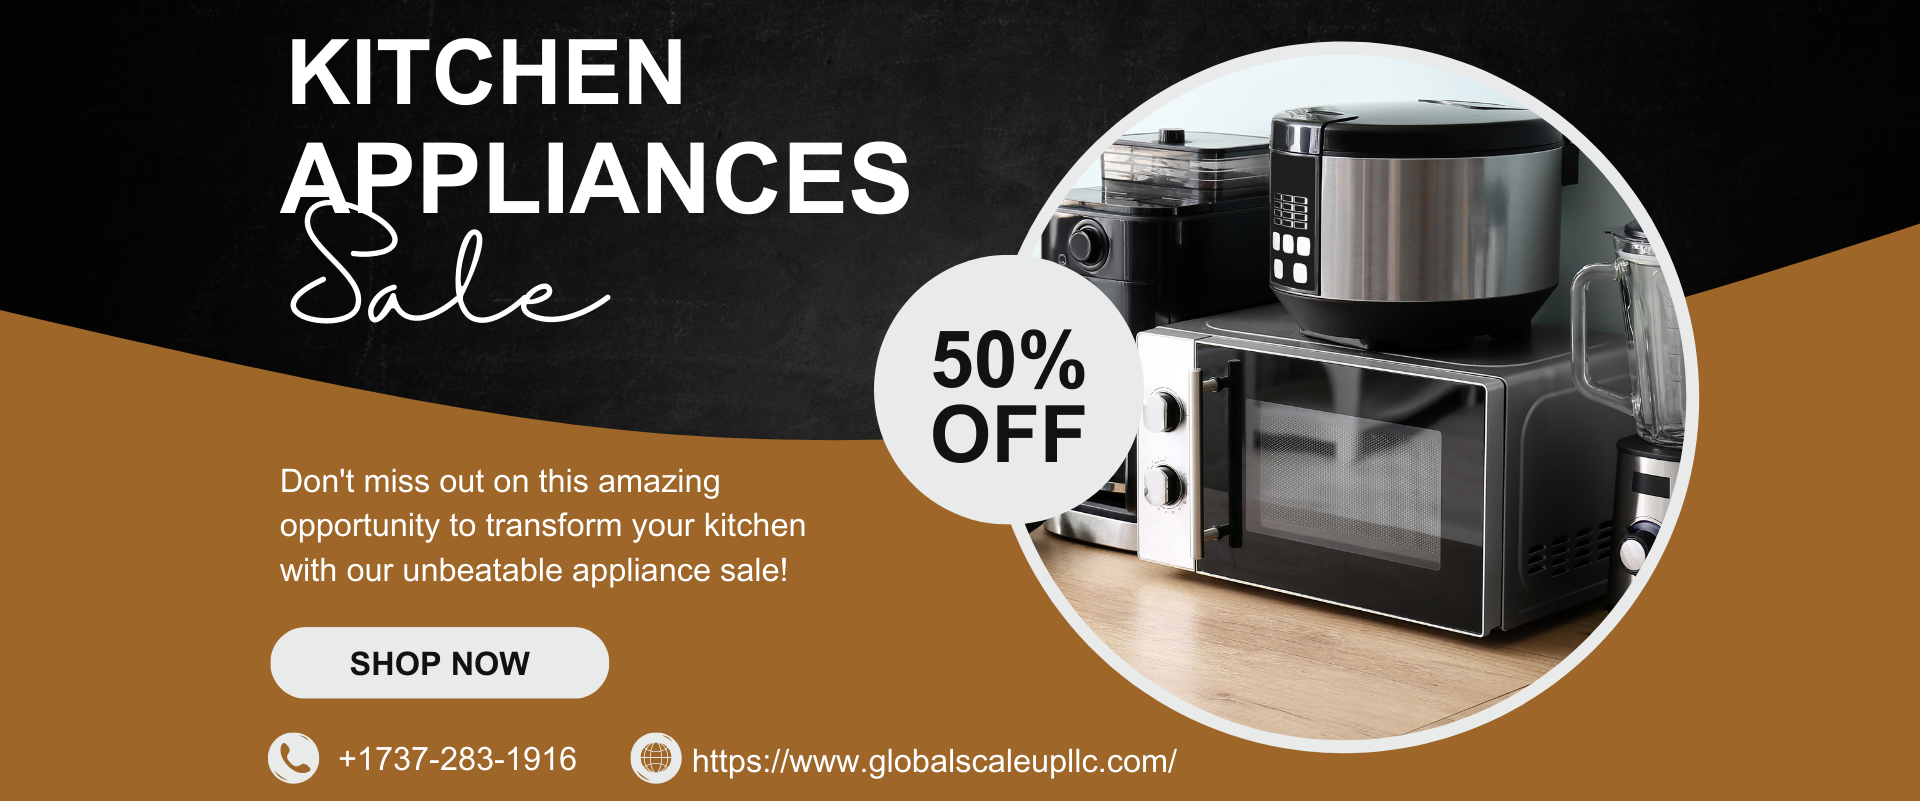 KITCHEN
APPLIANCES
Sale
50%
OFF
Don't miss out on this amazing
opportunity to transform your kitchen
with our unbeatable appliance sale!
SHOP NOW
+1737-283-1916
https://www.globalscaleupllc.com/